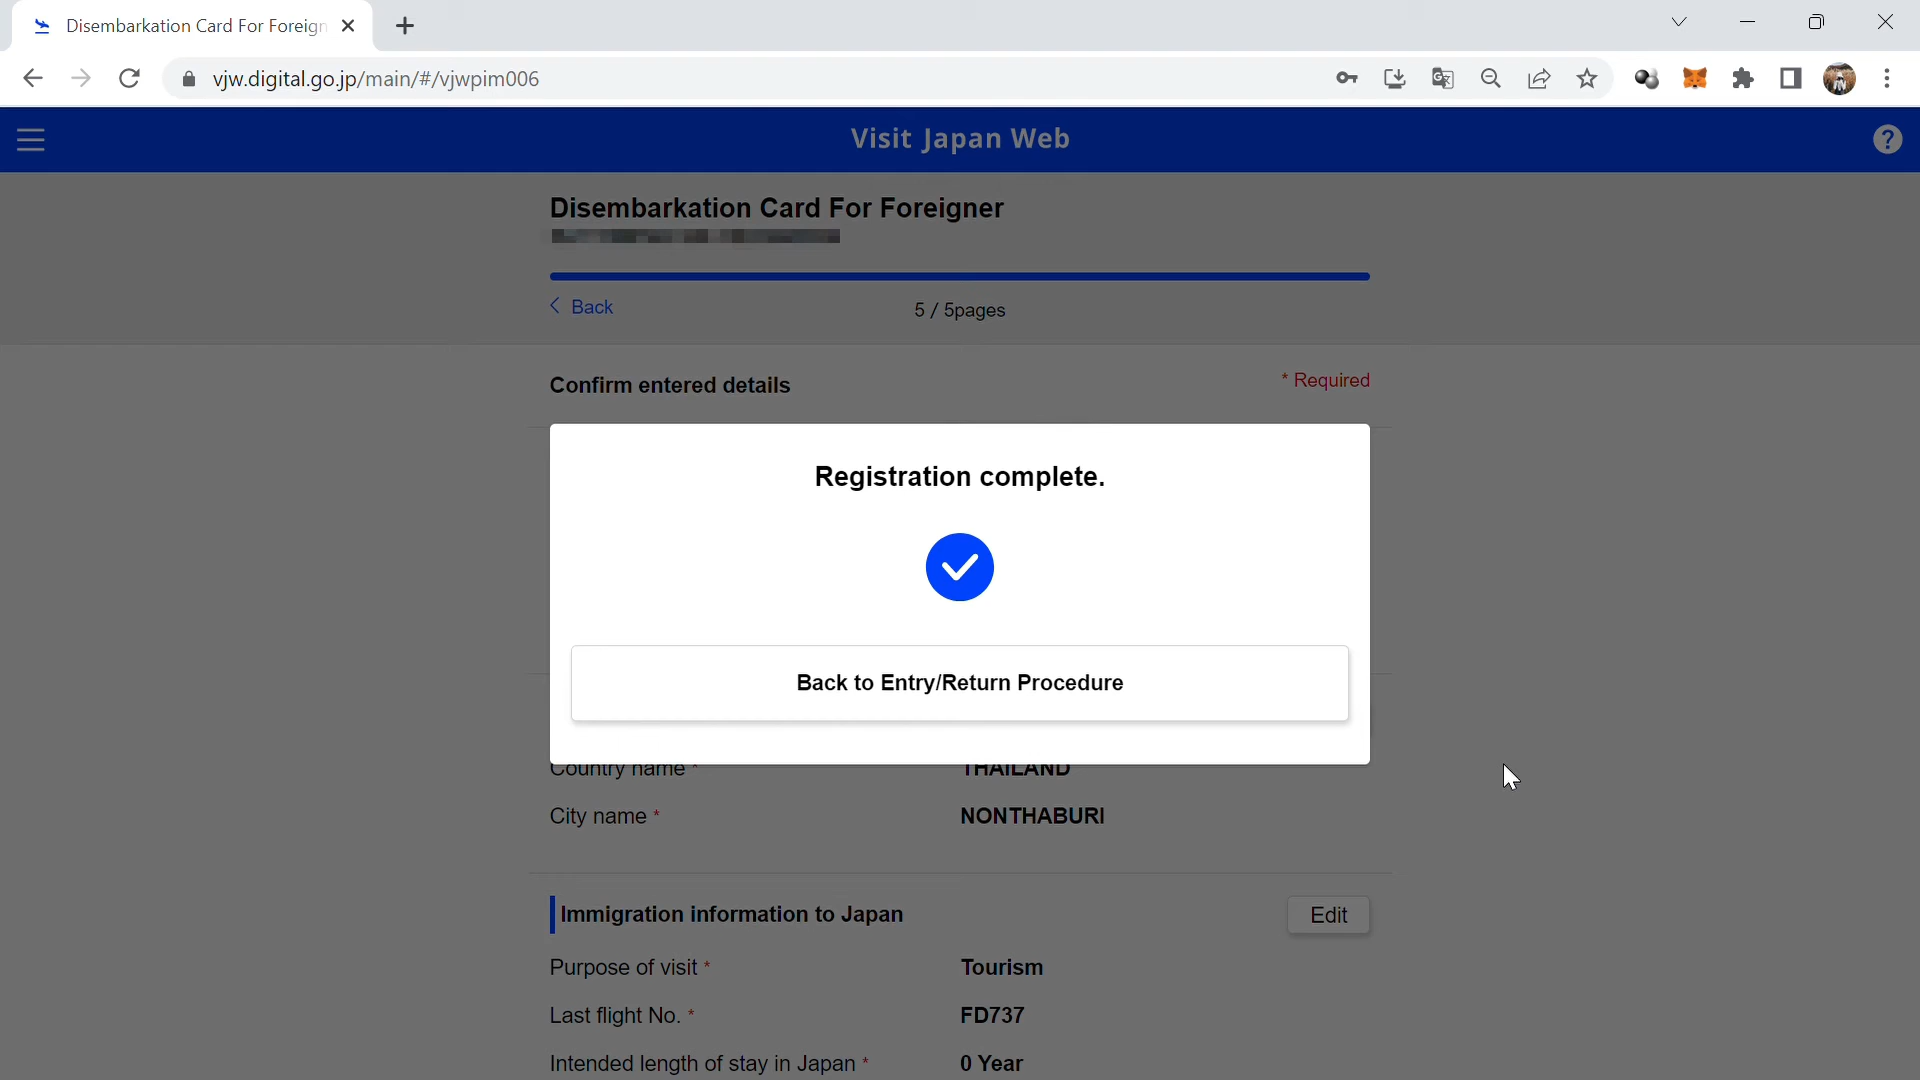 Disembarkation Card For Foreign
vjw.digital.go.jp/main/#/vjwpim006
Visit Japan Web
?
Disembarkation Card For Foreigner
Back
5 / 5pages
Confirm entered details
* Required
Registration complete.
Back to Entry/Return Procedure
Country name *
THAILAND
City name *
NONTHABURI
Immigration information to Japan
Edit
Purpose of visit *
Tourism
Last flight No. *
FD737
Intended length of stay in Japan *
0 Year